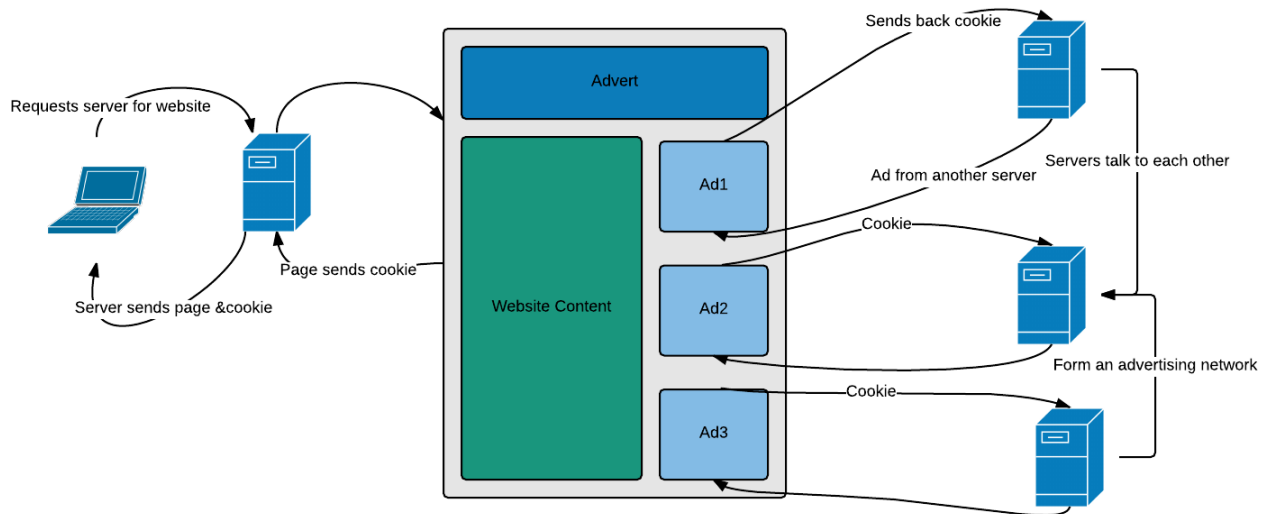 Sends back cookie
Advert
Requests server for website
Servers talk to each other
Ad from another server
Ad1
Cookie
Page sends cookie
Server sends page &cookie
Website Content
Ad2
Form an advertising network
Cookie
Ad3